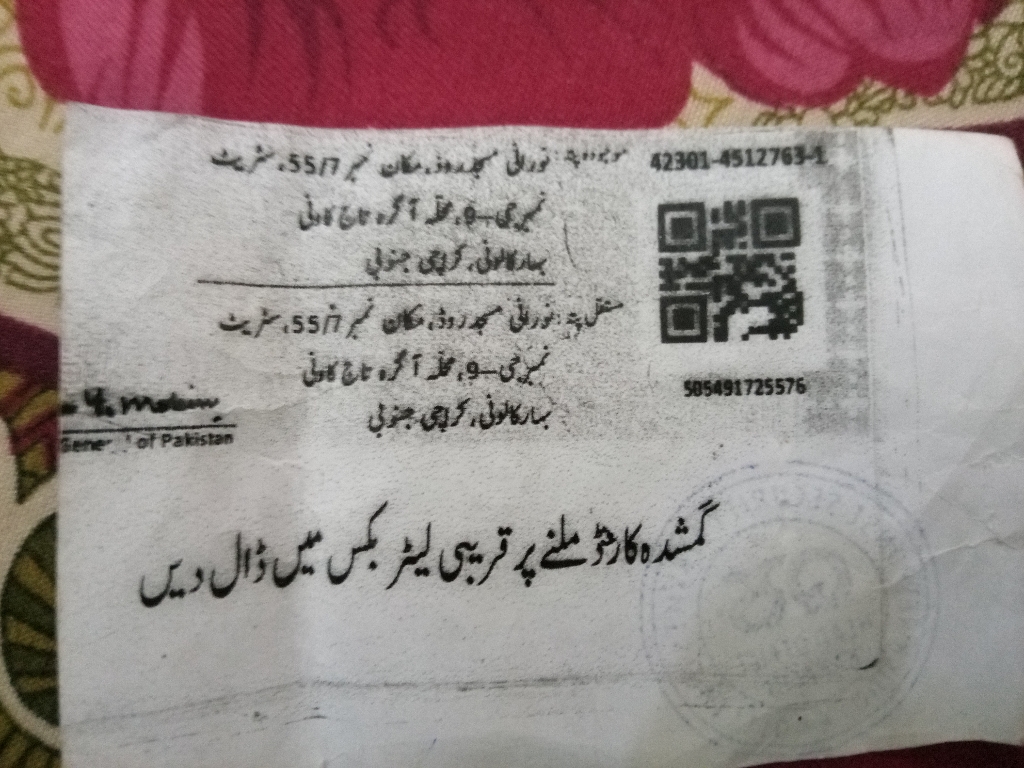 42301-4512763-1
موجودہ پتہ: نورانی مسجد روڈ، مکان نمبر 55/7، سٹریٹ
نمبر جی-9، محلہ آگرہ تاج کالونی
بہار کالونی، کراچی جنوبی
مستقل پتہ: نورانی مسجد روڈ، مکان نمبر 55/7، سٹریٹ
نمبر جی-9، محلہ آگرہ تاج کالونی
بہار کالونی، کراچی جنوبی
505491725576
General of Pakistan
گمشدہ کارڈ ملنے پر قریبی لیٹر بکس میں ڈال دیں